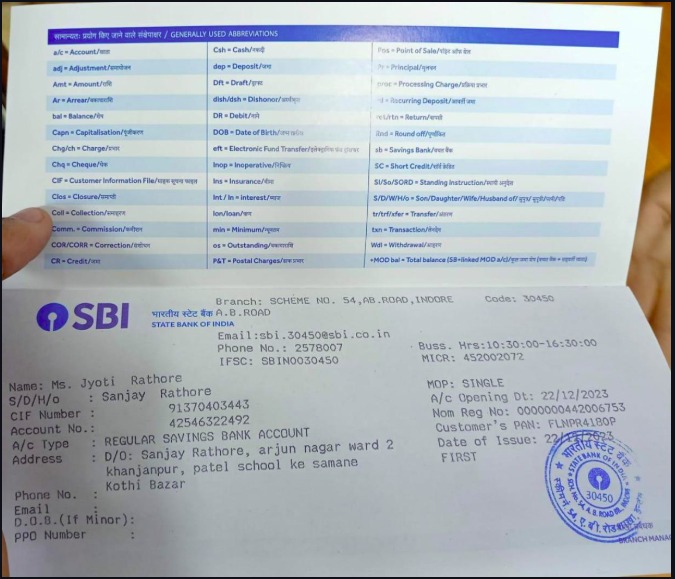 सामान्यतः प्रयोग किए जाने वाले संक्षेपाक्षर / GENERALLY USED ABBREVIATIONS
a/c = Account/खाता
adj = Adjustment/समायोजन
Amt = Amount/राशि
Ar = Arrear/बकायाराशि
bal = Balance/शेष
Capn = Capitalisation/पूंजीकरण
Chg/ch = Charge/प्रभार
Chq = Cheque/चेक
CIF = Customer Information File/ग्राहक सूचना फाइल
Clos = Closure/समाप्ति
Coll = Collection/समाहरण
Comm. = Commission/कमीशन
COR/CORR = Correction/संशोधन
CR = Credit/जमा
Csh = Cash/नकदी
dep = Deposit/जमा
Dft = Draft/ड्राफ्ट
dish/dsh = Dishonor/अनादृत
DR = Debit/नामे
DOB = Date of Birth/जन्म तिथि
eft = Electronic Fund Transfer/इलेक्ट्रानिक फंड ट्रांसफर
Inop = Inoperative/निष्क्रिय
Ins = Insurance/बीमा
Int / In = interest/ब्याज
lon/loan/ऋण
min = Minimum/न्यूनतम
os = Outstanding/बकायाराशि
P&T = Postal Charges/डाक प्रभार
Pos = Point of Sale/पॉइंट ऑफ सेल
Pr = Principal/मूलधन
proc = Processing Charge/प्रक्रिया प्रभार
rd = Recurring Deposit/आवर्ती जमा
ret/rtn = Return/वापसी
Rnd = Round off/पूर्णांकित
sb = Savings Bank/बचत बैंक
SC = Short Credit/शॉर्ट क्रेडिट
SI/So/SORD = Standing Instruction/स्थायी अनुदेश
S/D/W/H/o = Son/Daughter/Wife/Husband of/
tr/trf/xfer = Transfer/अंतरण
txn = Transaction/लेनदेन
Wdl = Withdrawal/आहरण
+MOD bal = Total balance (SB+linked MOD a/c)/
SBI
भारतीय स्टेट बैंक
STATE BANK OF INDIA
Branch: SCHEME NO. 54,AB.ROAD,INDORE Code: 30450
A.B.ROAD
Email:sbi.30450@sbi.co.in
Phone No.: 2578007 Buss. Hrs:10:30:00-16:30:00
IFSC: SBIN0030450 MICR: 452002072
Name: Ms. Jyoti Rathore MOP: SINGLE
S/D/H/o : Sanjay Rathore A/c Opening Dt: 22/12/2023
CIF Number : 91370403443 Nom Reg No: 0000000442006753
Account No.: 42546322492 Customer's PAN: FLMPR4180P
A/c Type : REGULAR SAVINGS BANK ACCOUNT Date of Issue: 22/12/2023
Address : D/O: Sanjay Rathore, arjun nagar ward 2 FIRST
khanjanpur, patel school ke samane
Kothi Bazar
Phone No. :
Email :
D.O.B.(If Minor):
PPO Number :
भारतीय स्टेट बैंक
STATE BANK OF INDIA
30450
BRANCH MANAG